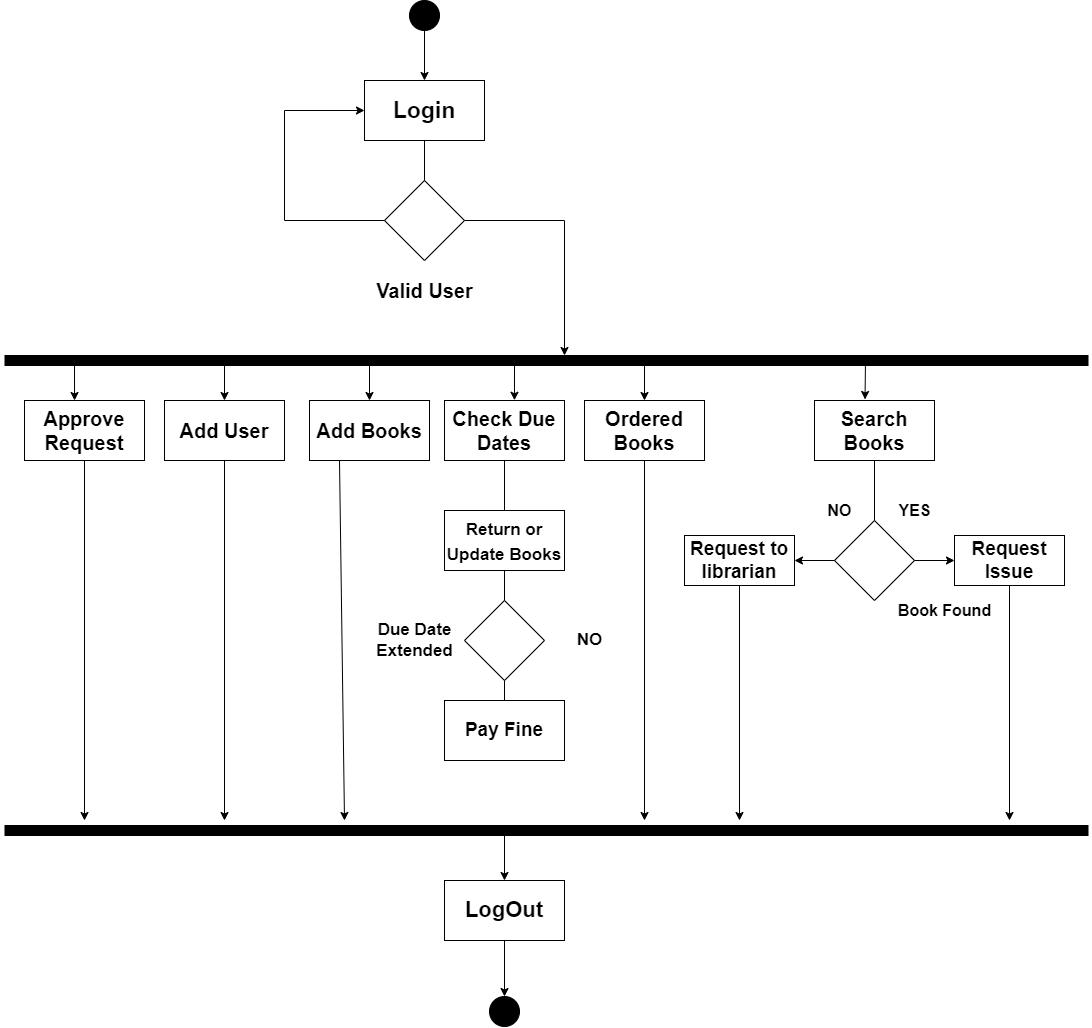 Login
Valid User
Approve
Request
Add User
Add Books
Check Due
Dates
Ordered
Books
Search
Books
Return or
Update Books
NO
YES
Request to
librarian
Request
Issue
Book Found
Due Date
Extended
NO
Pay Fine
LogOut